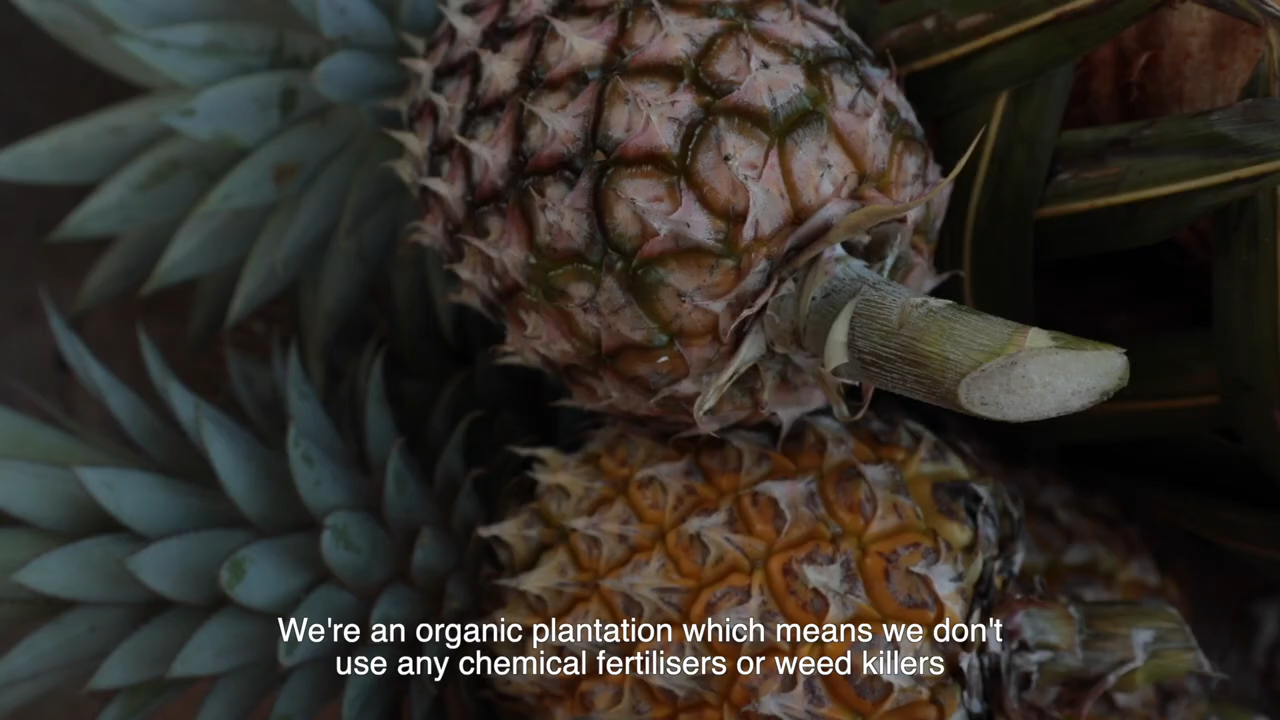 We're an organic plantation which means we don't
use any chemical fertilisers or weed killers